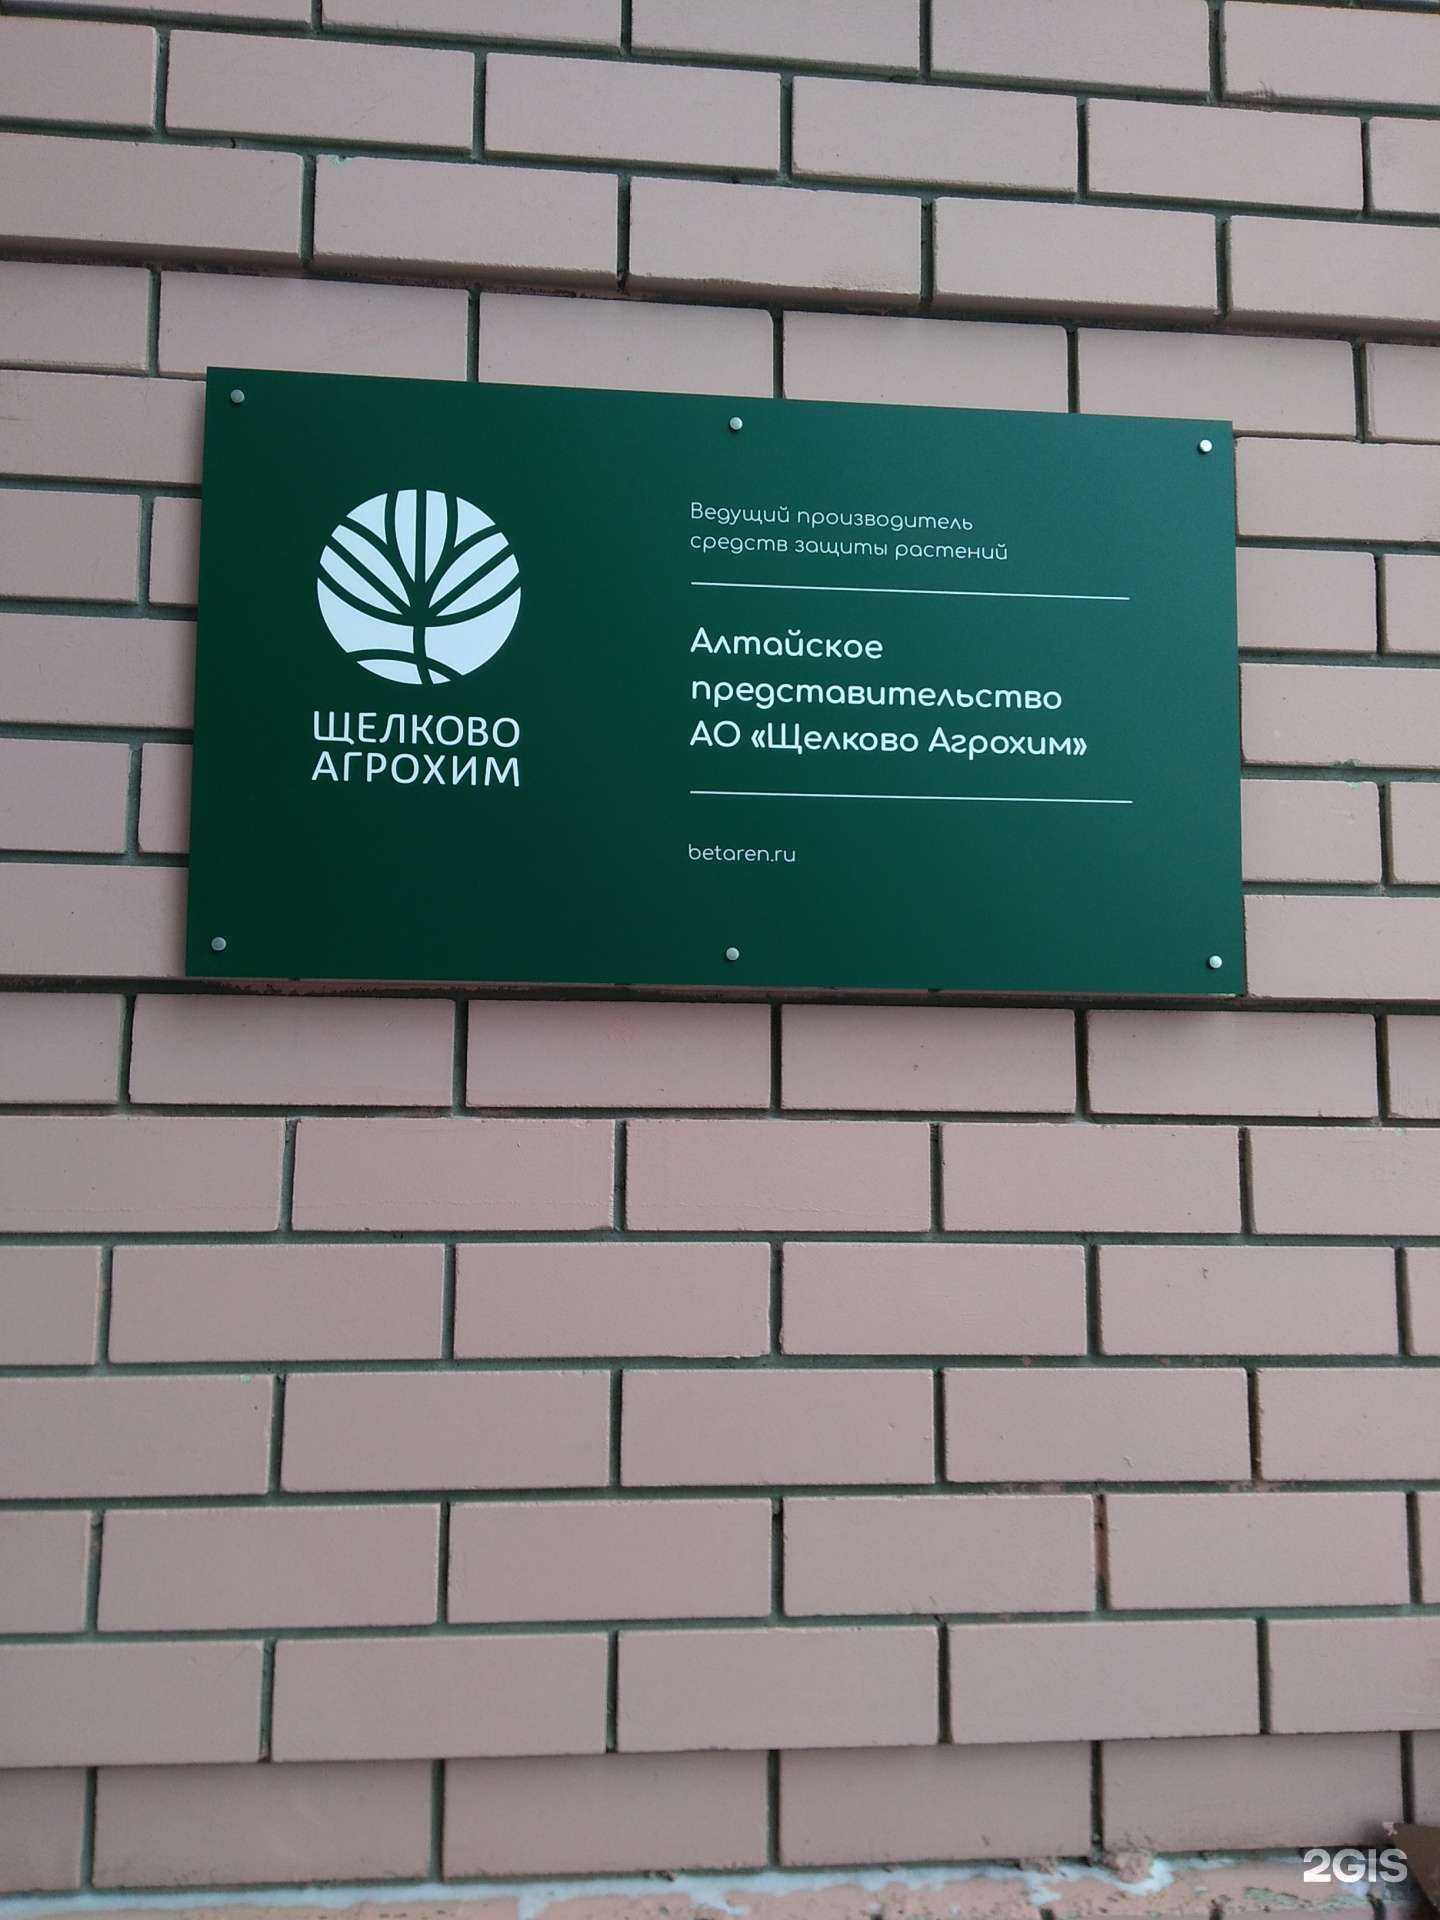 ЩЕЛКОВО
АГРОХИМ
Ведущий производитель
средств защиты растений
Алтайское
представительство
АО «Щелково Агрохим»
betaren.ru
2GIS